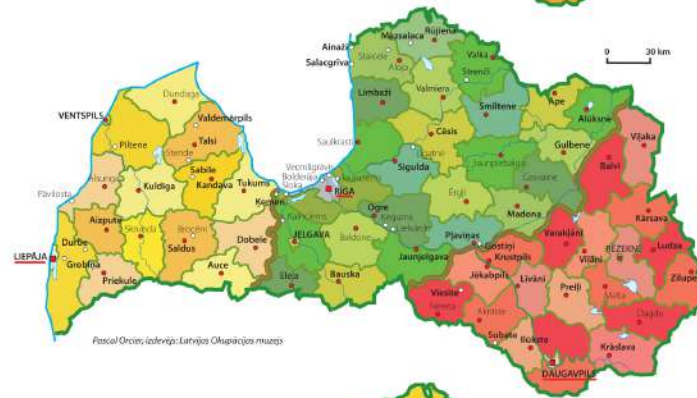 Ainaži
Salacgrīva
Mazsalaca
Rūjiena
Staicele
Aloja
Valka
Strenči
0 30 km
Limbaži
Valmiera
Smiltene
Ape
Alūksne
Dundaga
VENTSPILS
Valdemārpils
Piltene
Talsi
Stende
Cēsis
Saulkrasti
Līgatne
Sigulda
Jaunpiebalga
Gulbene
Viļaka
Balvi
Alsunga
Kuldīga
Sabile
Kandava
Tukums
Vecmīlgrāvis
Bolderāja
Sloka
RĪGA
Ķemeri
Pāvilosta
Ērgļi
Madona
Kārsava
Aizpute
Skrunda
Brocēni
Saldus
Dobele
Kalnciems
JELGAVA
Ogre
Ķegums
Lielvārde
Baldone
Pļaviņas
Gostiņi
Varakļāni
Viļāni
RĒZEKNE
Ludza
Zilupe
Durbe
LIEPĀJA
Grobiņa
Priekule
Auce
Eleja
Bauska
Jaunjelgava
Krustpils
Jēkabpils
Līvāni
Preiļi
Malta
Viesīte
Nereta
Aknīste
Subate
Ilūkste
Dagda
Krāslava
DAUGAVPILS
Pascal Orcier, izdevējs: Latvijas Okupācijas muzejs